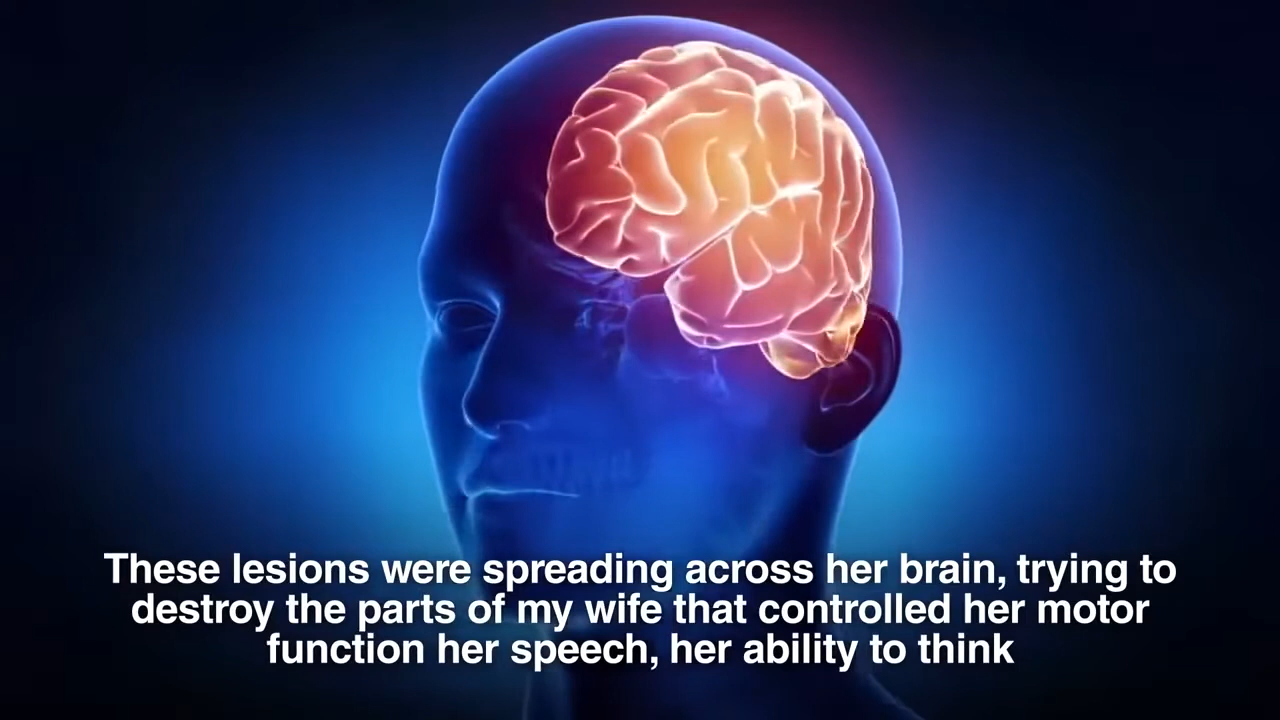 These lesions were spreading across her brain, trying to
destroy the parts of my wife that controlled her motor
function her speech, her ability to think